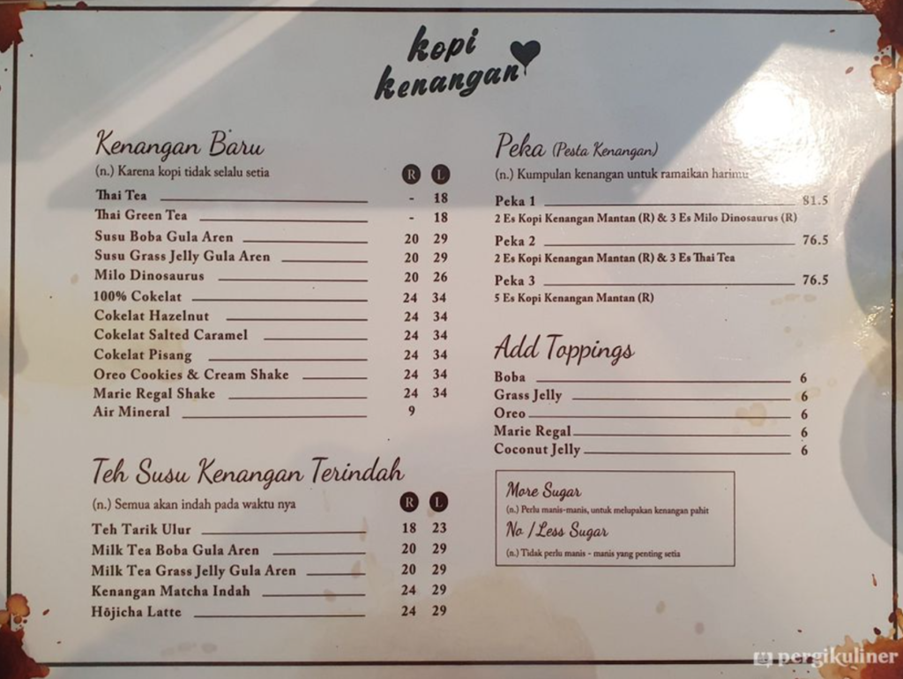 kopi
kenangan
Kenangan Baru
(n.) Karena kopi tidak selalu setia R L
Thai Tea - 18
Thai Green Tea - 18
Susu Boba Gula Aren 20 29
Susu Grass Jelly Gula Aren 20 29
Milo Dinosaurus 20 26
100% Cokelat 24 34
Cokelat Hazelnut 24 34
Cokelat Salted Caramel 24 34
Cokelat Pisang 24 34
Oreo Cookies & Cream Shake 24 34
Marie Regal Shake 24 34
Air Mineral 9
Teh Susu Kenangan Terindah
(n.) Semua akan indah pada waktu nya R L
Teh Tarik Ulur 18 23
Milk Tea Boba Gula Aren 20 29
Milk Tea Grass Jelly Gula Aren 20 29
Kenangan Matcha Indah 24 29
Hōjicha Latte 24 29
Peka (Pesta Kenangan)
(n.) Kumpulan kenangan untuk ramaikan harimu
Peka 1 81.5
2 Es Kopi Kenangan Mantan (R) & 3 Es Milo Dinosaurus (R)
Peka 2 76.5
2 Es Kopi Kenangan Mantan (R) & 3 Es Thai Tea
Peka 3 76.5
5 Es Kopi Kenangan Mantan (R)
Add Toppings
Boba 6
Grass Jelly 6
Oreo 6
Marie Regal 6
Coconut Jelly 6
More Sugar
(n.) Perlu manis-manis, untuk melupakan kenangan pahit
No / Less Sugar
(n.) Tidak perlu manis - manis yang penting setia
pergikuliner